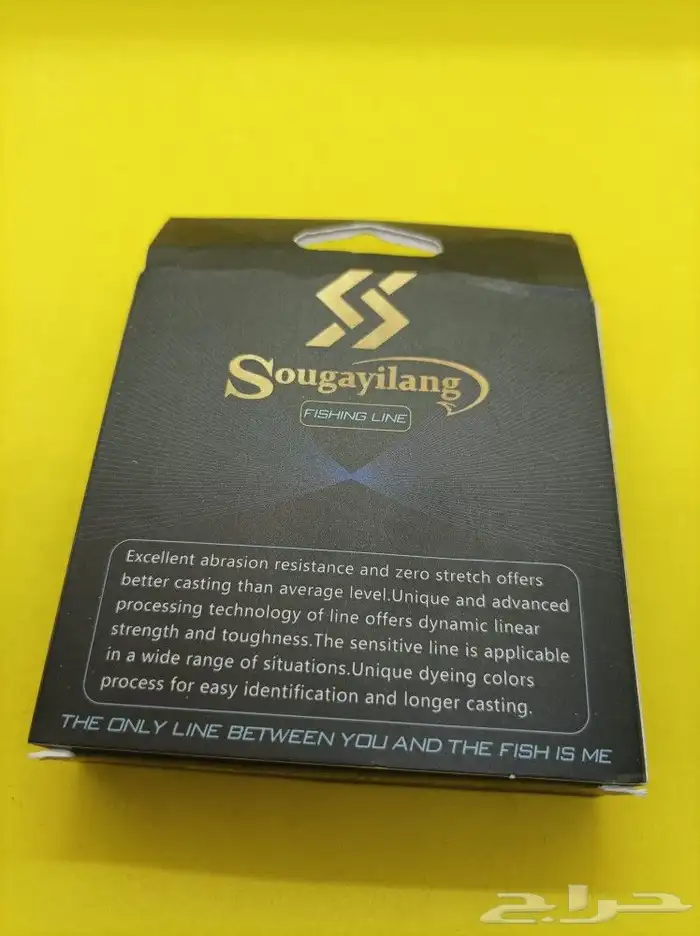 Sougayilang
FISHING LINE
Excellent abrasion resistance and zero stretch offers
better casting than average level.Unique and advanced
processing technology of line offers dynamic linear
strength and toughness.The sensitive line is applicable
in a wide range of situations.Unique dyeing colors
process for easy identification and longer casting.
THE ONLY LINE BETWEEN YOU AND THE FISH IS ME
حراج